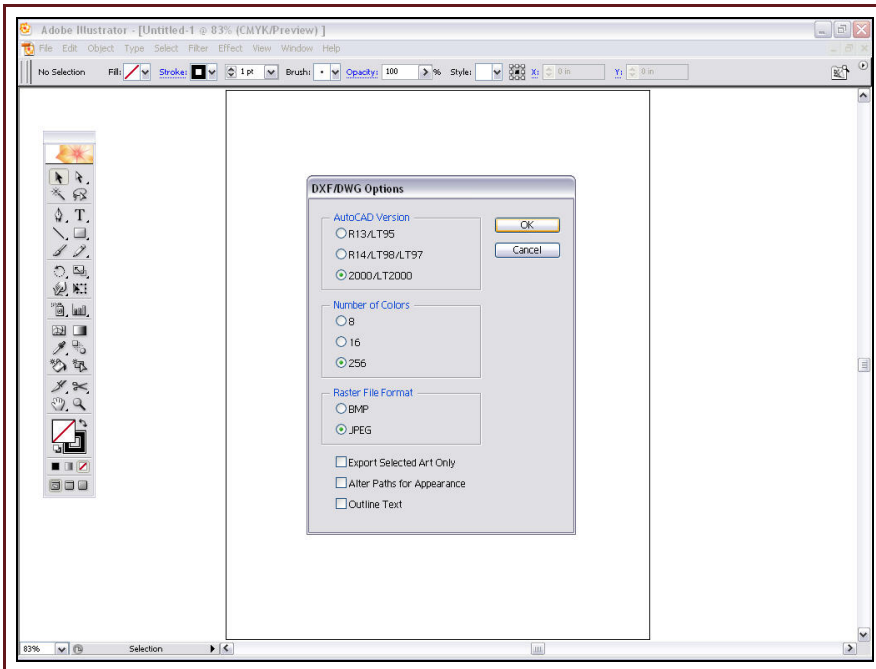 Adobe Illustrator - [Untitled-1 @ 83% (CMYK/Preview) ]
File Edit Object Type Select Filter Effect View Window Help
No Selection Fill: Stroke: 1 pt Brush: Opacity: 100 % Style: X: 0 in Y: 0 in
DXF/DWG Options
AutoCAD Version
R13/LT95
OK
R14/LT98/LT97
Cancel
2000/LT2000
Number of Colors
8
16
256
Raster File Format
BMP
JPEG
Export Selected Art Only
Alter Paths for Appearance
Outline Text
83% Selection